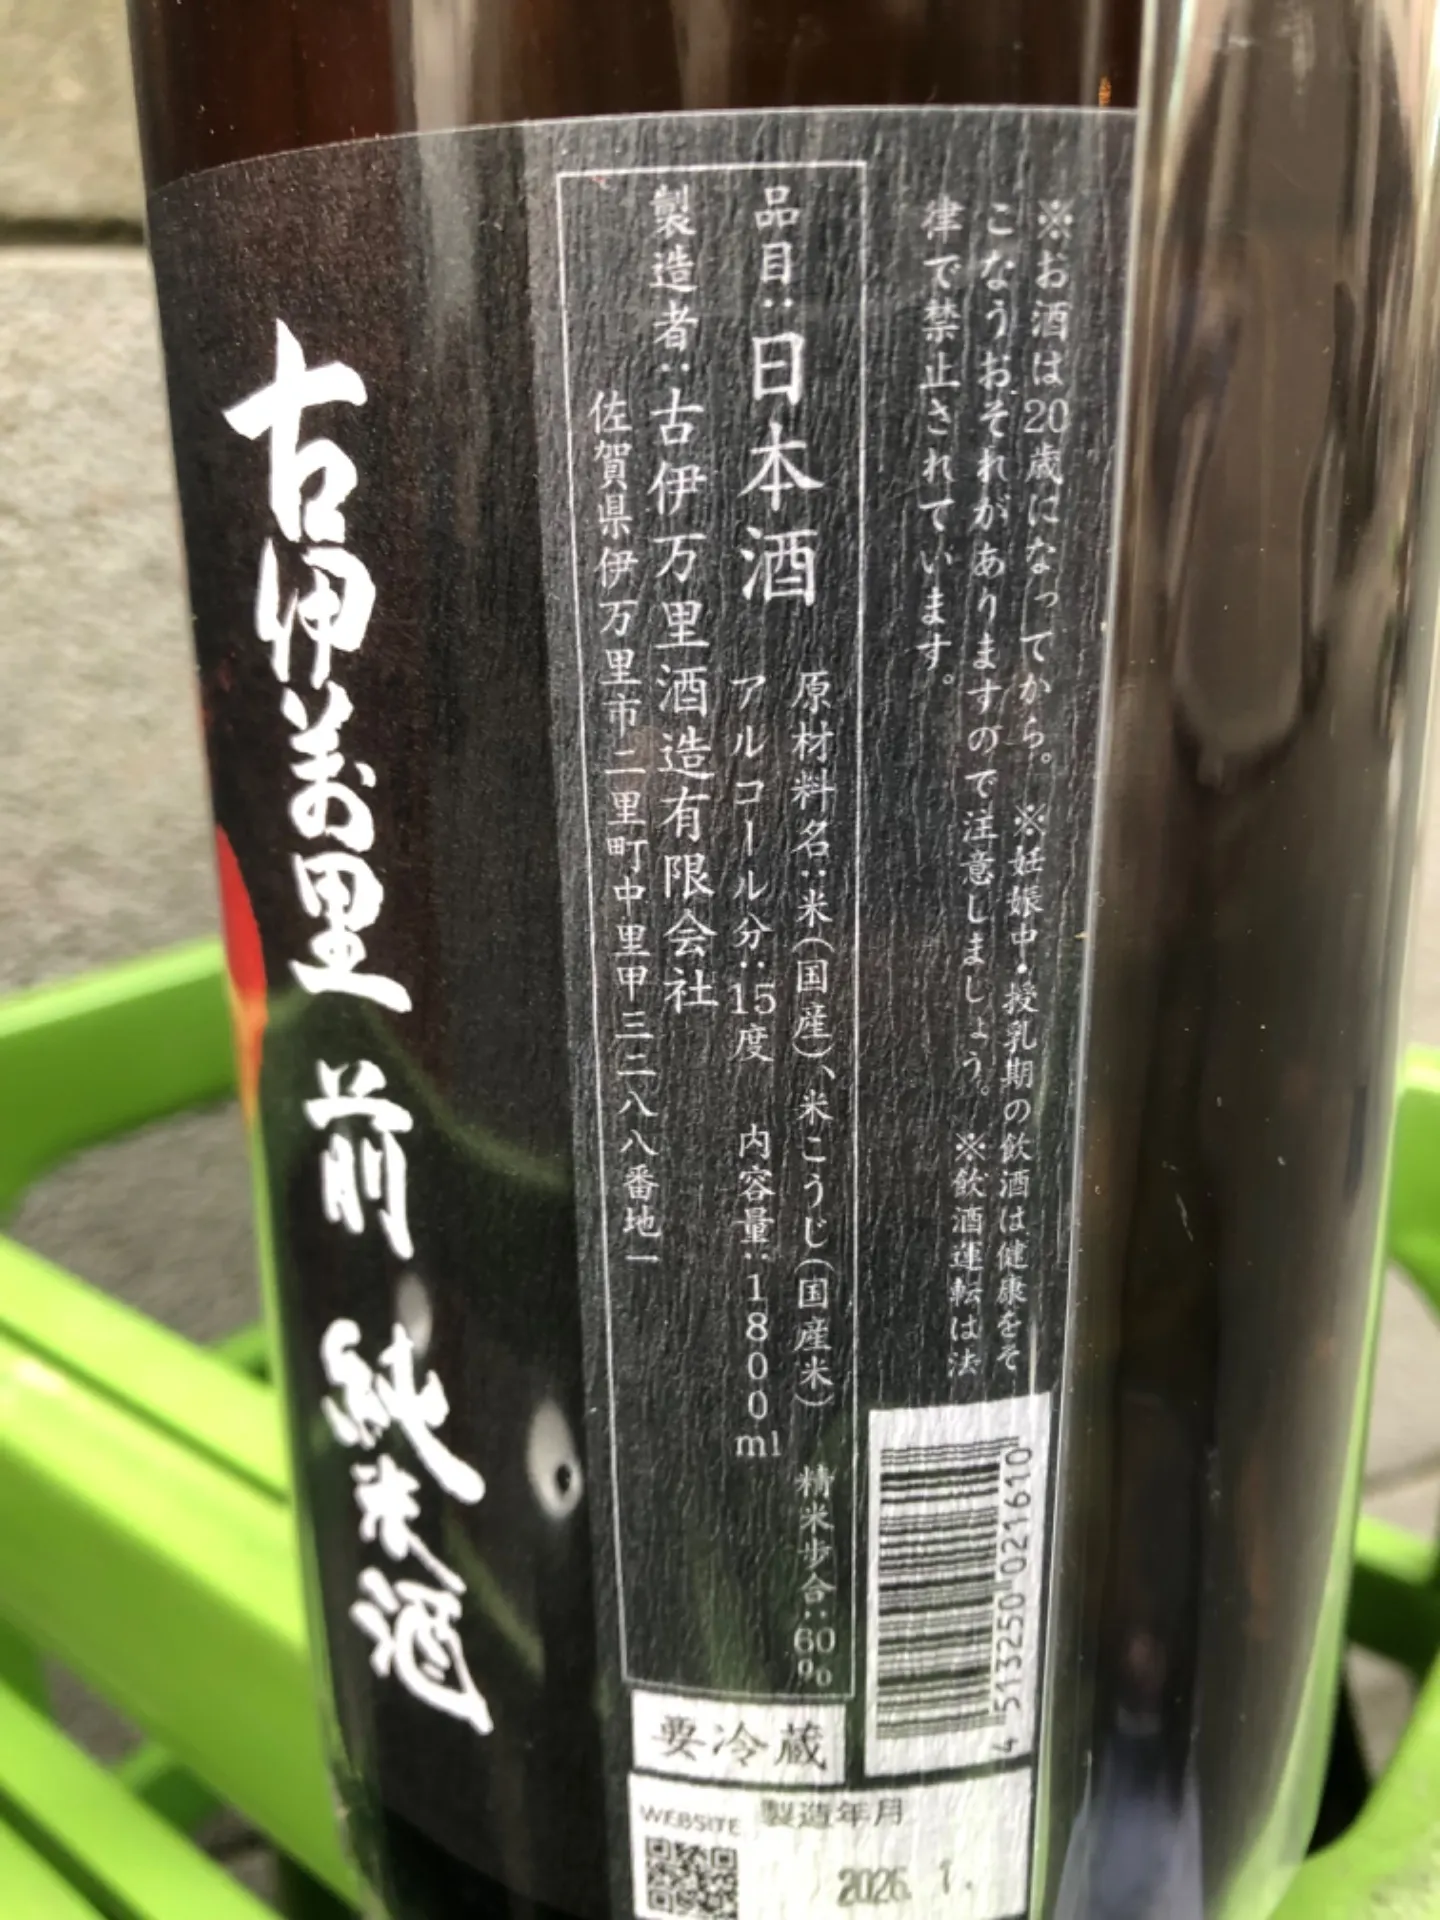 ※お酒は20歳になってから。 ※妊娠中・授乳期の飲酒は健康をそ
こなうおそれがありますので注意しましょう。 ※飲酒運転は法
律で禁止されています。
品目:日本酒
原材料名:米(国産)、米こうじ(国産米) 精米歩合:60%
アルコール分:15度 内容量:1800ml
製造者:古伊万里酒造有限会社
佐賀県伊万里市二里町中里甲三二八八番地一
古伊萬里 前 純米酒
4 513250 021610
要冷蔵
WEBSITE 製造年月
2026. 1.